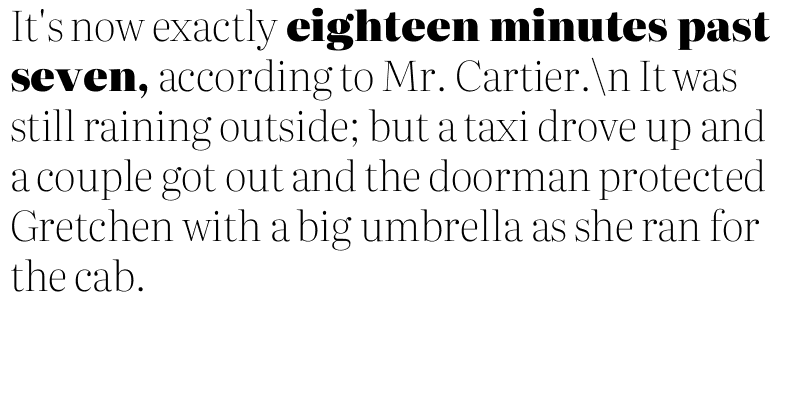 It's now exactly eighteen minutes past
seven, according to Mr. Cartier.\n It was
still raining outside; but a taxi drove up and
a couple got out and the doorman protected
Gretchen with a big umbrella as she ran for
the cab.